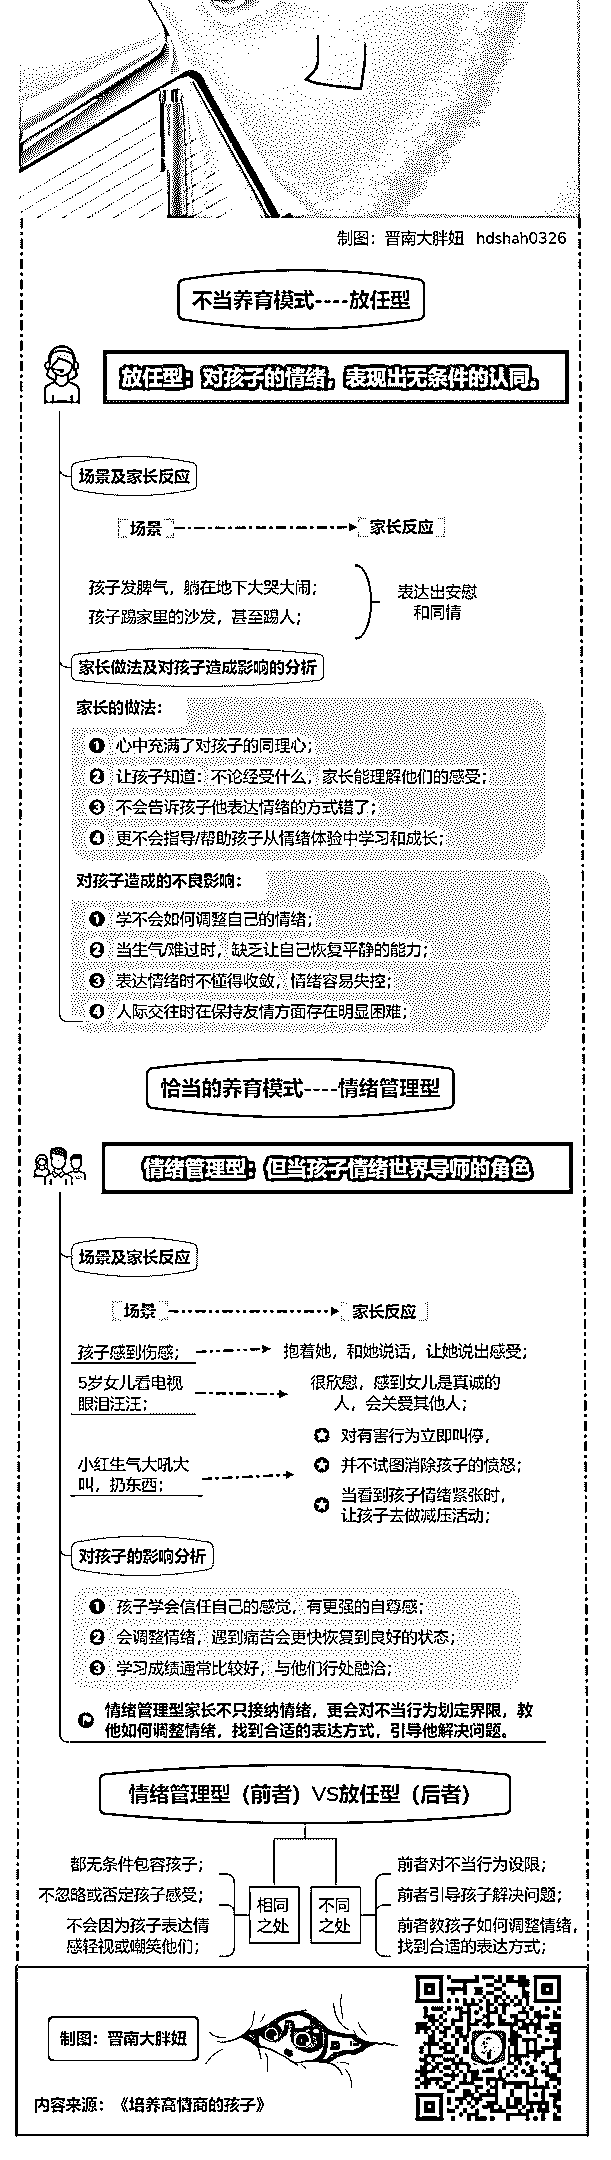 制图：晋南大胖妞 hdshah0326
不当养育模式----放任型
放任型：对孩子的情绪，表现出无条件的认同。
场景及家长反应
场景
家长反应
孩子发脾气，躺在地下大哭大闹；
孩子踢家里的沙发，甚至踢人；
表达出安慰
和同情
家长做法及对孩子造成影响的分析
家长的做法：
❶ 心中充满了对孩子的同理心；
❷ 让孩子知道：不论经受什么，家长能理解他们的感受；
❸ 不会告诉孩子他表达情绪的方式错了；
❹ 更不会指导/帮助孩子从情绪体验中学习和成长；
对孩子造成的不良影响：
❶ 学不会如何调整自己的情绪；
❷ 当生气/难过时，缺乏让自己恢复平静的能力；
❸ 表达情绪时不懂得收敛，情绪容易失控；
❹ 人际交往时在保持友情方面存在明显困难；
恰当的养育模式----情绪管理型
情绪管理型：但当孩子情绪世界导师的角色
场景及家长反应
场景
家长反应
孩子感到伤感；
抱着她，和她说话，让她说出感受；
5岁女儿看电视
眼泪汪汪；
很欣慰，感到女儿是真诚的
人，会关爱其他人；
小红生气大吼大
叫，扔东西；
对有害行为立即叫停，
并不试图消除孩子的愤怒；
当看到孩子情绪紧张时，
让孩子去做减压活动；
对孩子的影响分析
❶ 孩子学会信任自己的感觉，有更强的自尊感；
❷ 会调整情绪，遇到痛苦会更快恢复到良好的状态；
❸ 学习成绩通常比较好，与他们行处融洽；
情绪管理型家长不只接纳情绪，更会对不当行为划定界限，教
他如何调整情绪，找到合适的表达方式，引导他解决问题。
情绪管理型（前者）VS放任型（后者）
都无条件包容孩子；
不忽略或否定孩子感受；
不会因为孩子表达情
感轻视或嘲笑他们；
相同
之处
不同
之处
前者对不当行为设限；
前者引导孩子解决问题；
前者教孩子如何调整情绪，
找到合适的表达方式；
制图：晋南大胖妞
内容来源：《培养高情商的孩子》